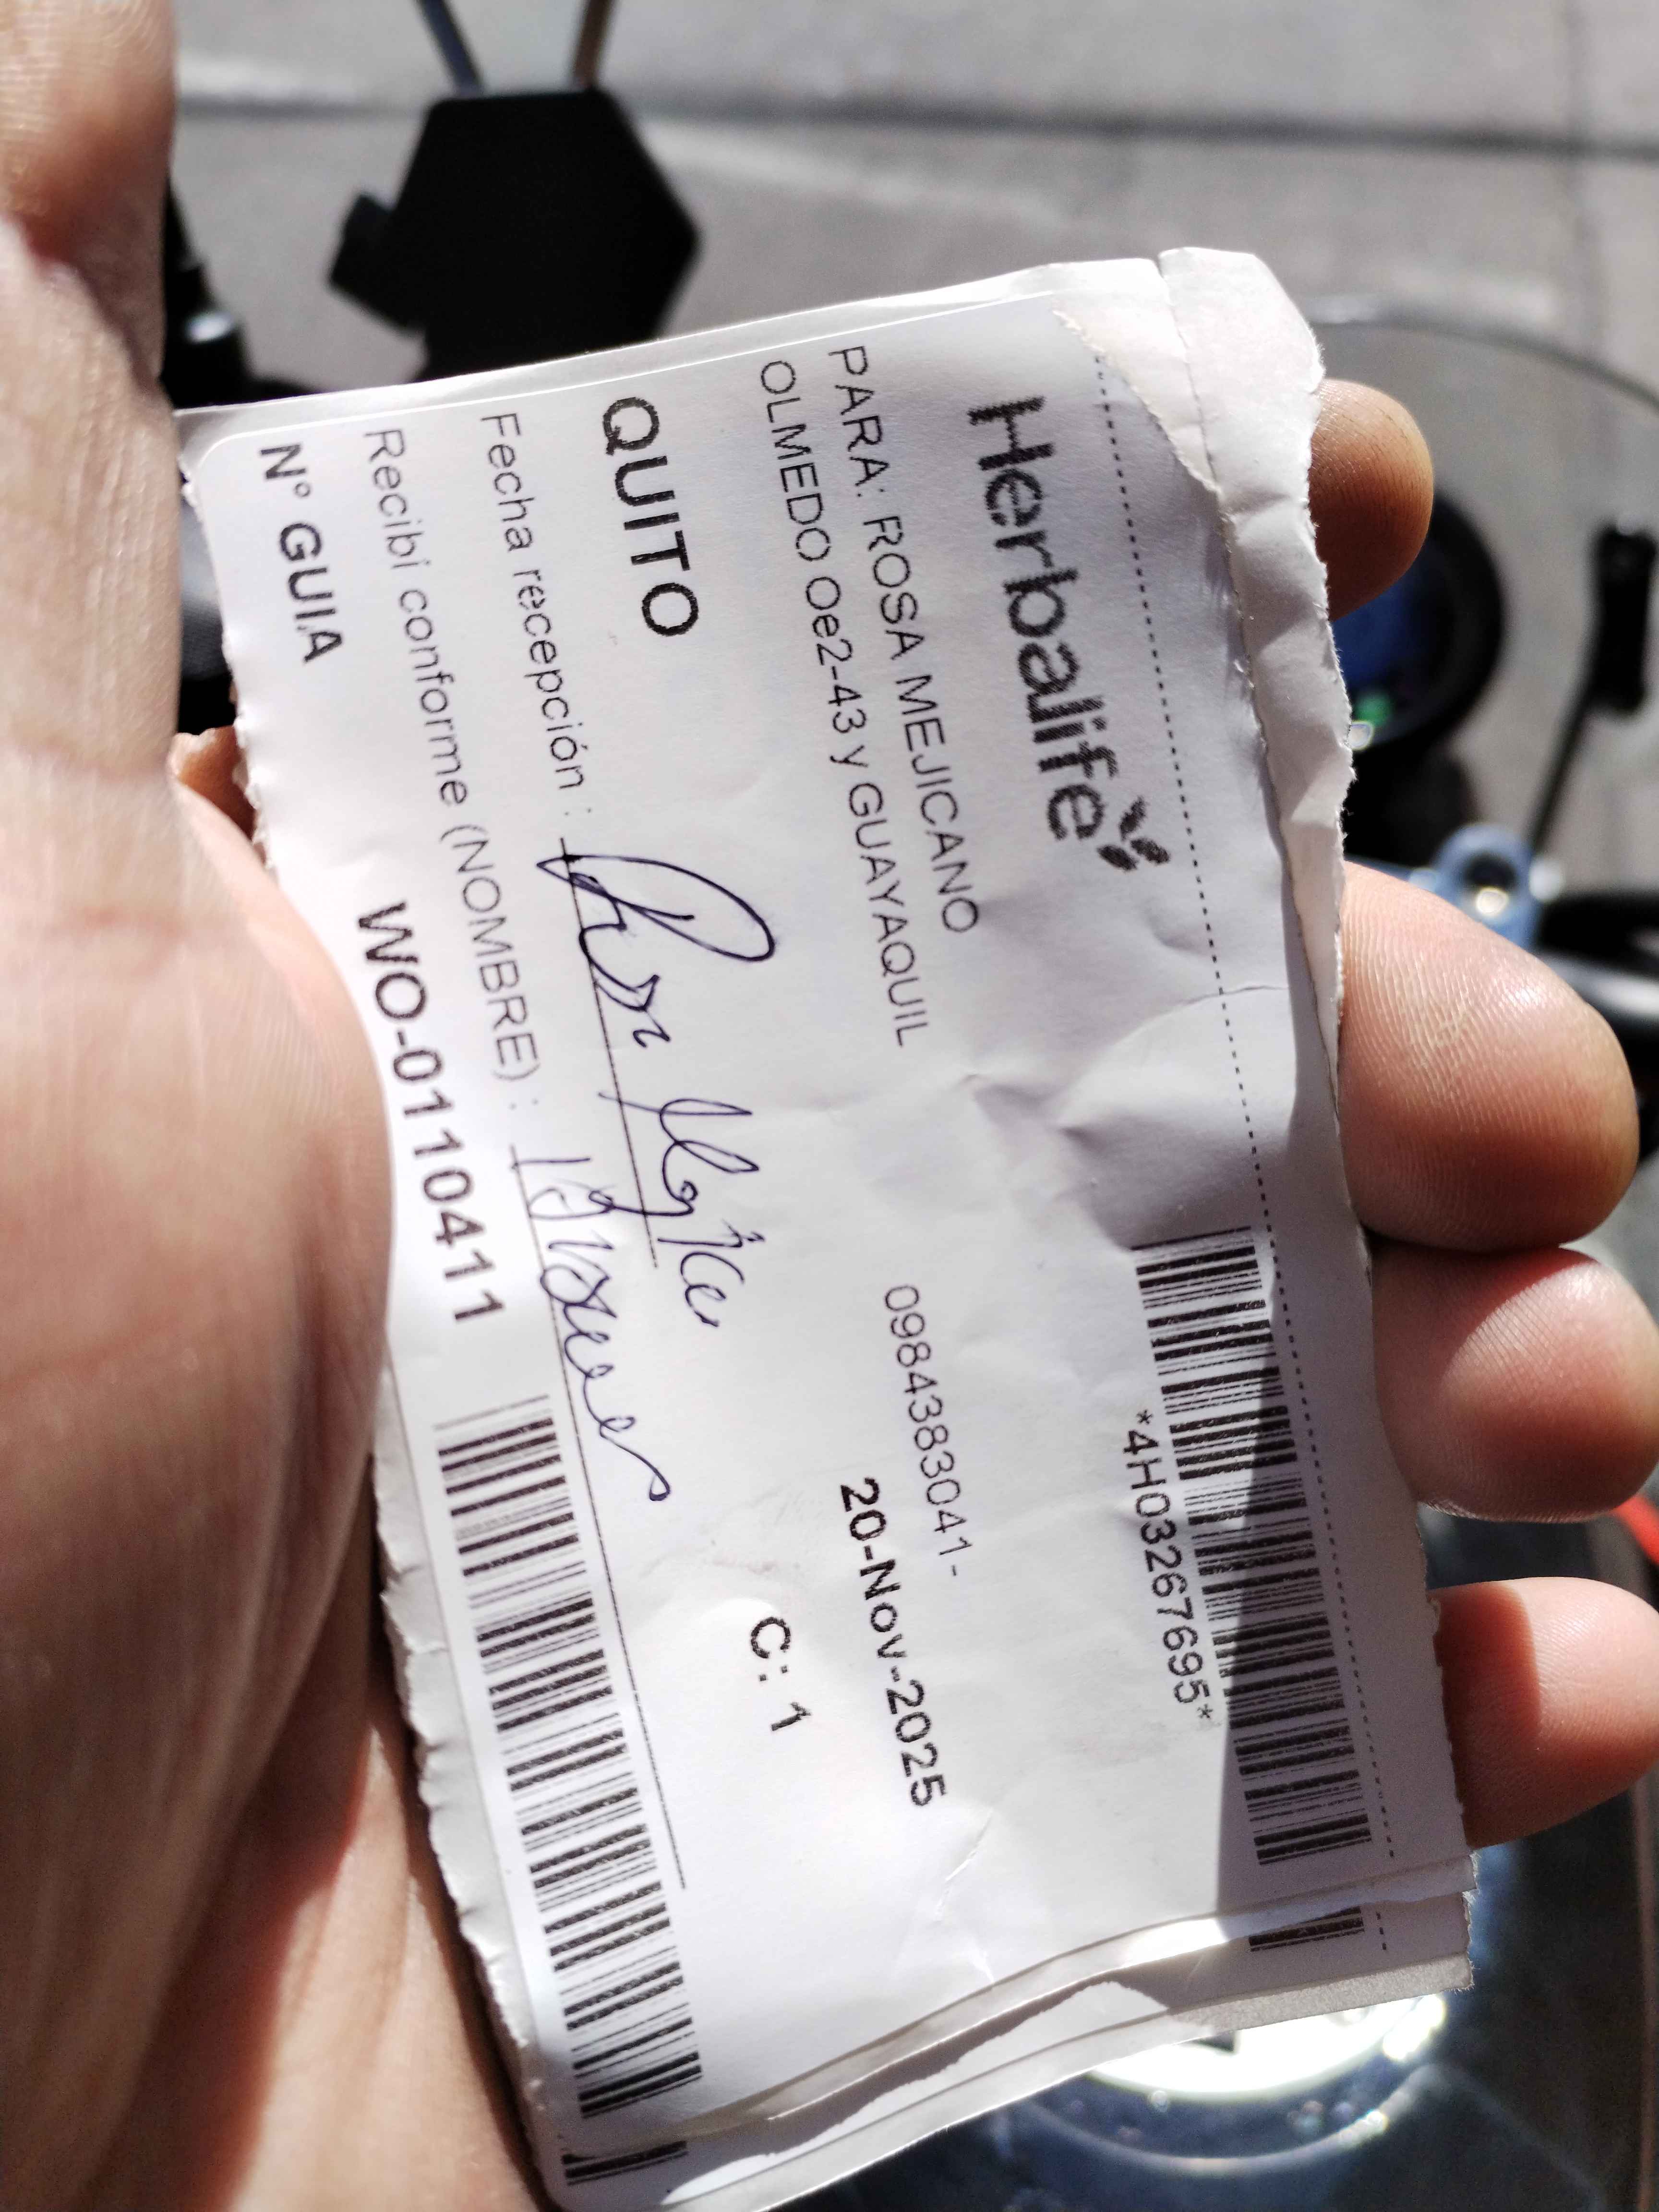 Herbalife
*4H03267695*
PARA: ROSA MEJICANO
0984383041-
OLMEDO Oe2-43 y GUAYAQUIL
20-Nov-2025
QUITO
C: 1
Fecha recepción :
Recibí conforme (NOMBRE) :
N° GUIA
WO-0110411